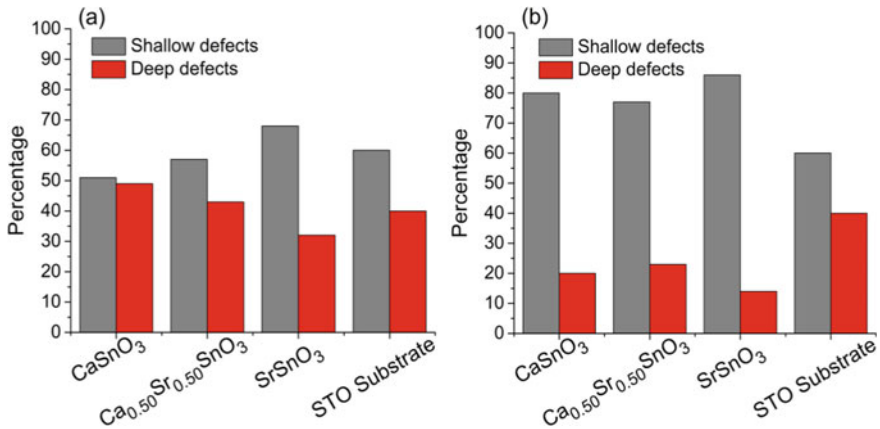 (a)
Shallow defects
Deep defects
Percentage
100
90
80
70
60
50
40
30
20
10
0
CaSnO₃
Ca₀.₅₀Sr₀.₅₀SnO₃
SrSnO₃
STO Substrate
(b)
Shallow defects
Deep defects
Percentage
100
90
80
70
60
50
40
30
20
10
0
CaSnO₃
Ca₀.₅₀Sr₀.₅₀SnO₃
SrSnO₃
STO Substrate